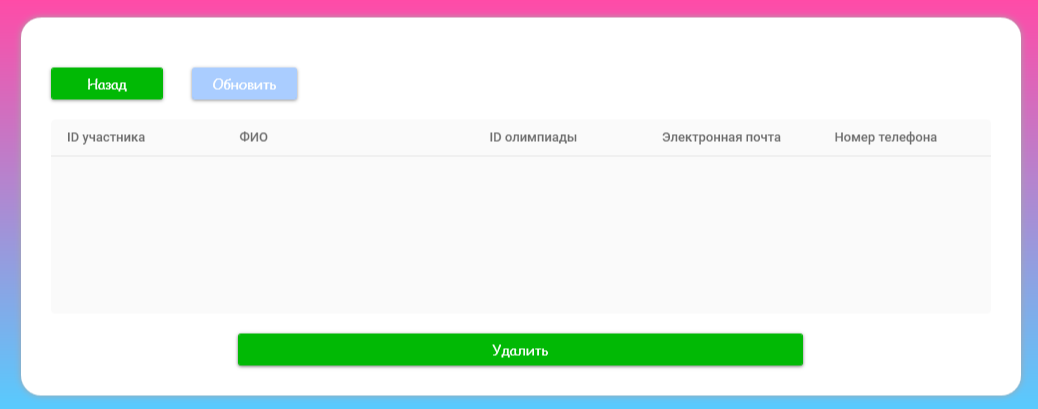 Назад Обновить
ID участника ФИО ID олимпиады Электронная почта Номер телефона
Удалить